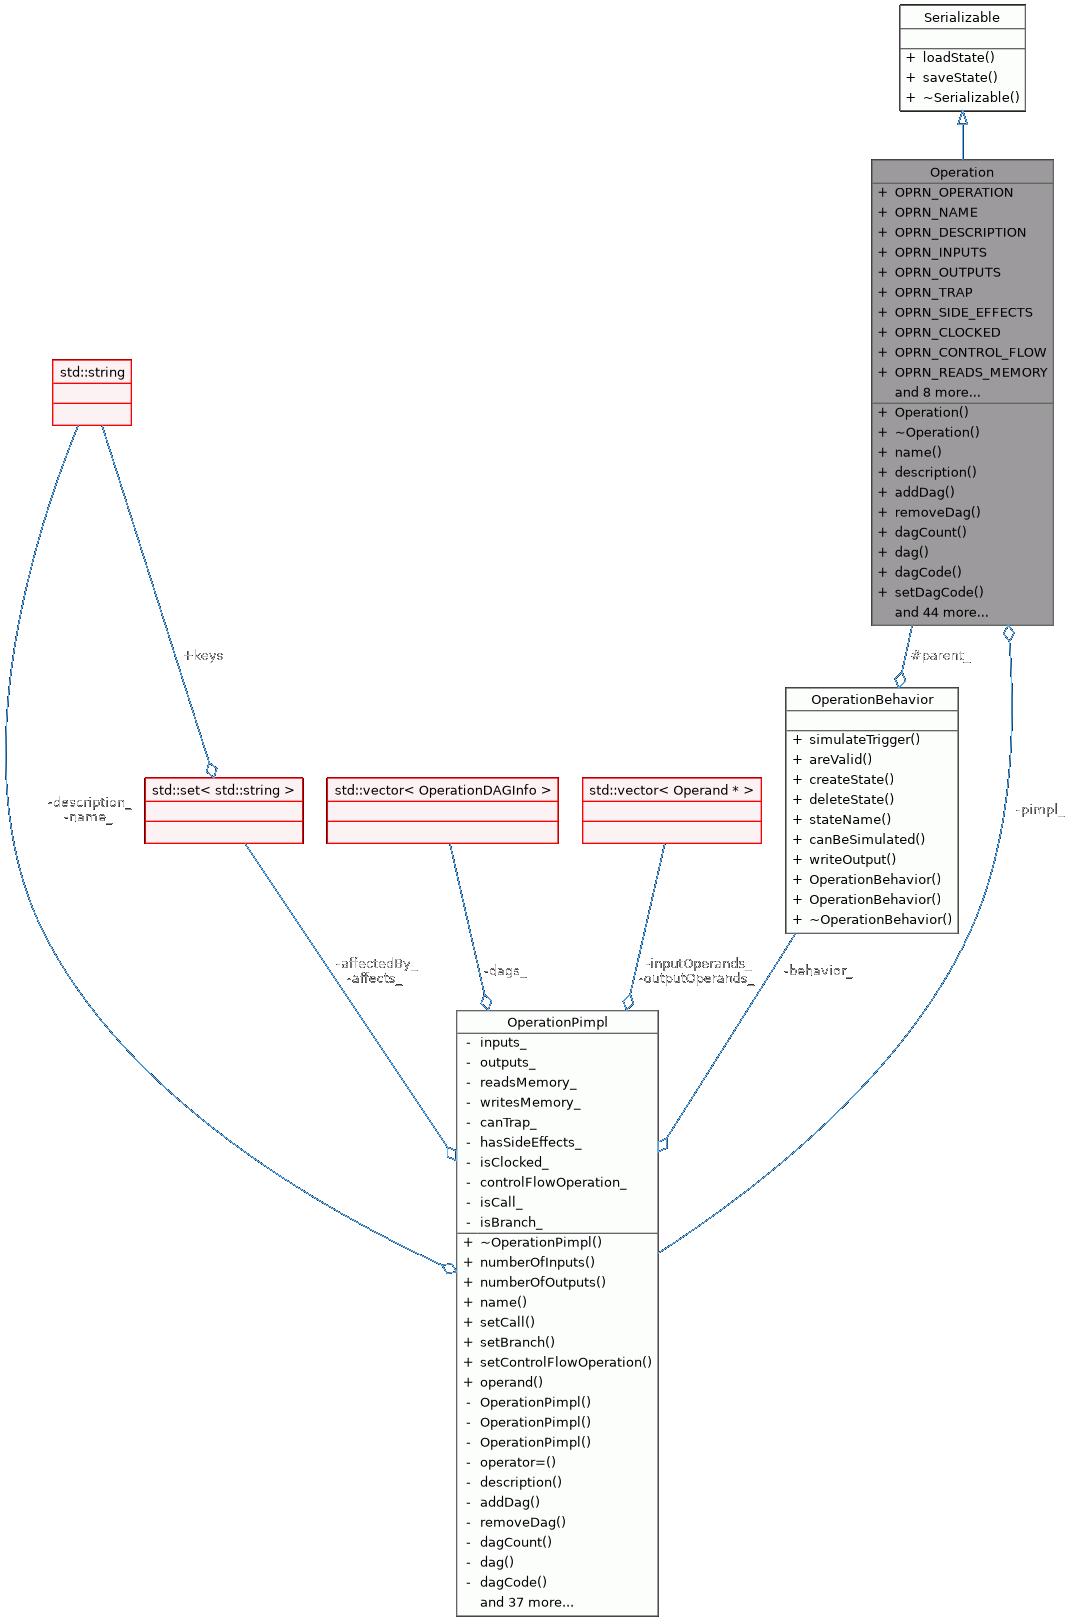 Serializable
+ loadState()
+ saveState()
+ ~Serializable()
Operation
+ OPRN_OPERATION
+ OPRN_NAME
+ OPRN_DESCRIPTION
+ OPRN_INPUTS
+ OPRN_OUTPUTS
+ OPRN_TRAP
+ OPRN_SIDE_EFFECTS
+ OPRN_CLOCKED
+ OPRN_CONTROL_FLOW
+ OPRN_READS_MEMORY
and 8 more...
+ Operation()
+ ~Operation()
+ name()
+ description()
+ addDag()
+ removeDag()
+ dagCount()
+ dag()
+ dagCode()
+ setDagCode()
and 44 more...
std::string
+keys
#parent_
OperationBehavior
+ simulateTrigger()
+ areValid()
+ createState()
+ deleteState()
+ stateName()
+ canBeSimulated()
+ writeOutput()
+ OperationBehavior()
+ OperationBehavior()
+ ~OperationBehavior()
std::set< std::string >
std::vector< OperationDAGInfo >
std::vector< Operand * >
-description_
-name_
-pimpl_
-affectedBy_
-affects_
-dags_
-inputOperands_
-outputOperands_
-behavior_
OperationPimpl
- inputs_
- outputs_
- readsMemory_
- writesMemory_
- canTrap_
- hasSideEffects_
- isClocked_
- controlFlowOperation_
- isCall_
- isBranch_
+ ~OperationPimpl()
+ numberOfInputs()
+ numberOfOutputs()
+ name()
+ setCall()
+ setBranch()
+ setControlFlowOperation()
+ operand()
- OperationPimpl()
- OperationPimpl()
- OperationPimpl()
- operator=()
- description()
- addDag()
- removeDag()
- dagCount()
- dag()
- dagCode()
and 37 more...